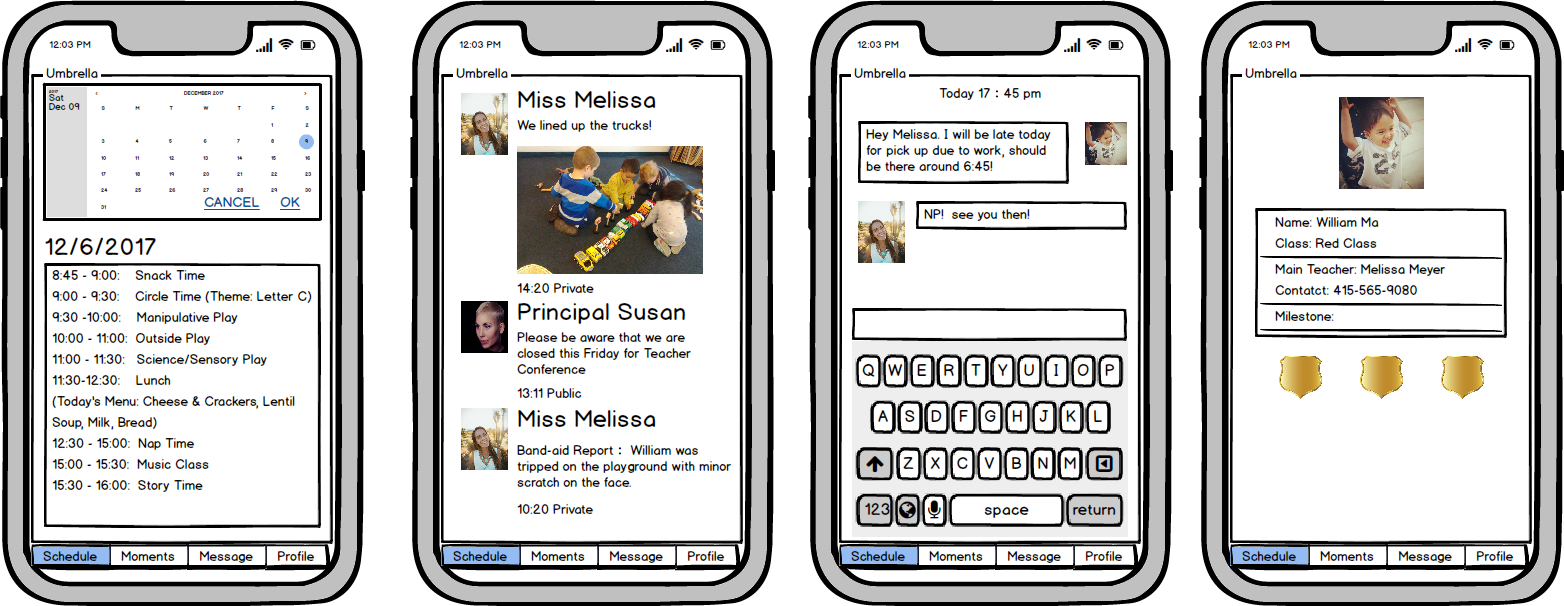 12:03 PM
Umbrella
2017
Sat
Dec 09
DECEMBER 2017
S M T W T F S
1 2
3 4 5 6 7 8 9
10 11 12 13 14 15 16
17 18 19 20 21 22 23
24 25 26 27 28 29 30
31
CANCEL OK
12/6/2017
8:45 - 9:00: Snack Time
9:00 - 9:30: Circle Time (Theme: Letter C)
9:30 -10:00: Manipulative Play
10:00 - 11:00: Outside Play
11:00 - 11:30: Science/Sensory Play
11:30-12:30: Lunch
(Today's Menu: Cheese & Crackers, Lentil
Soup, Milk, Bread)
12:30 - 15:00: Nap Time
15:00 - 15:30: Music Class
15:30 - 16:00: Story Time
Schedule Moments Message Profile
12:03 PM
Umbrella
Miss Melissa
We lined up the trucks!
14:20 Private
Principal Susan
Please be aware that we are
closed this Friday for Teacher
Conference
13:11 Public
Miss Melissa
Band-aid Report : William was
tripped on the playground with minor
scratch on the face.
10:20 Private
Schedule Moments Message Profile
12:03 PM
Umbrella
Today 17 : 45 pm
Hey Melissa. I will be late today
for pick up due to work, should
be there around 6:45!
NP! see you then!
Q W E R T Y U I O P
A S D F G H J K L
Z X C V B N M
123 space return
Schedule Moments Message Profile
12:03 PM
Umbrella
Name: William Ma
Class: Red Class
Main Teacher: Melissa Meyer
Contatct: 415-565-9080
Milestone:
Schedule Moments Message Profile